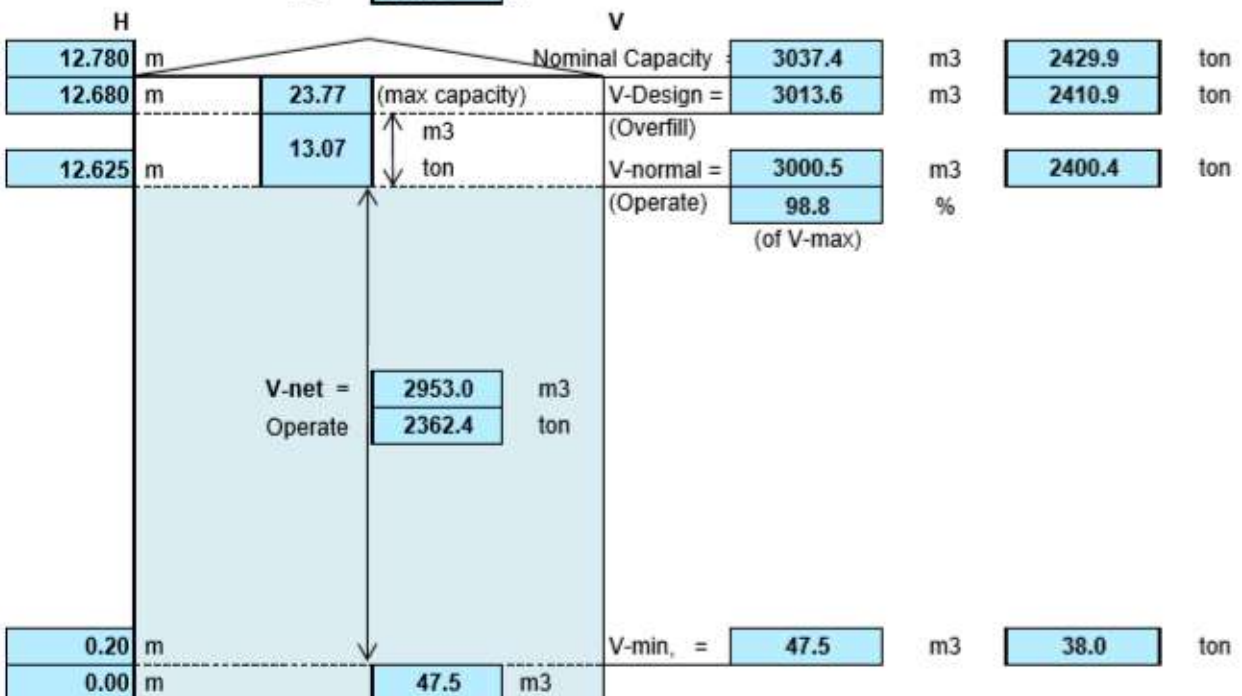 H V
12.780 m Nominal Capacity = 3037.4 m3 2429.9 ton
12.680 m 23.77 (max capacity) V-Design = 3013.6 m3 2410.9 ton
m3 (Overfill)
13.07
12.625 m ton V-normal = 3000.5 m3 2400.4 ton
(Operate) 98.8 %
(of V-max)
V-net = 2953.0 m3
Operate 2362.4 ton
0.20 m V-min, = 47.5 m3 38.0 ton
0.00 m 47.5 m3